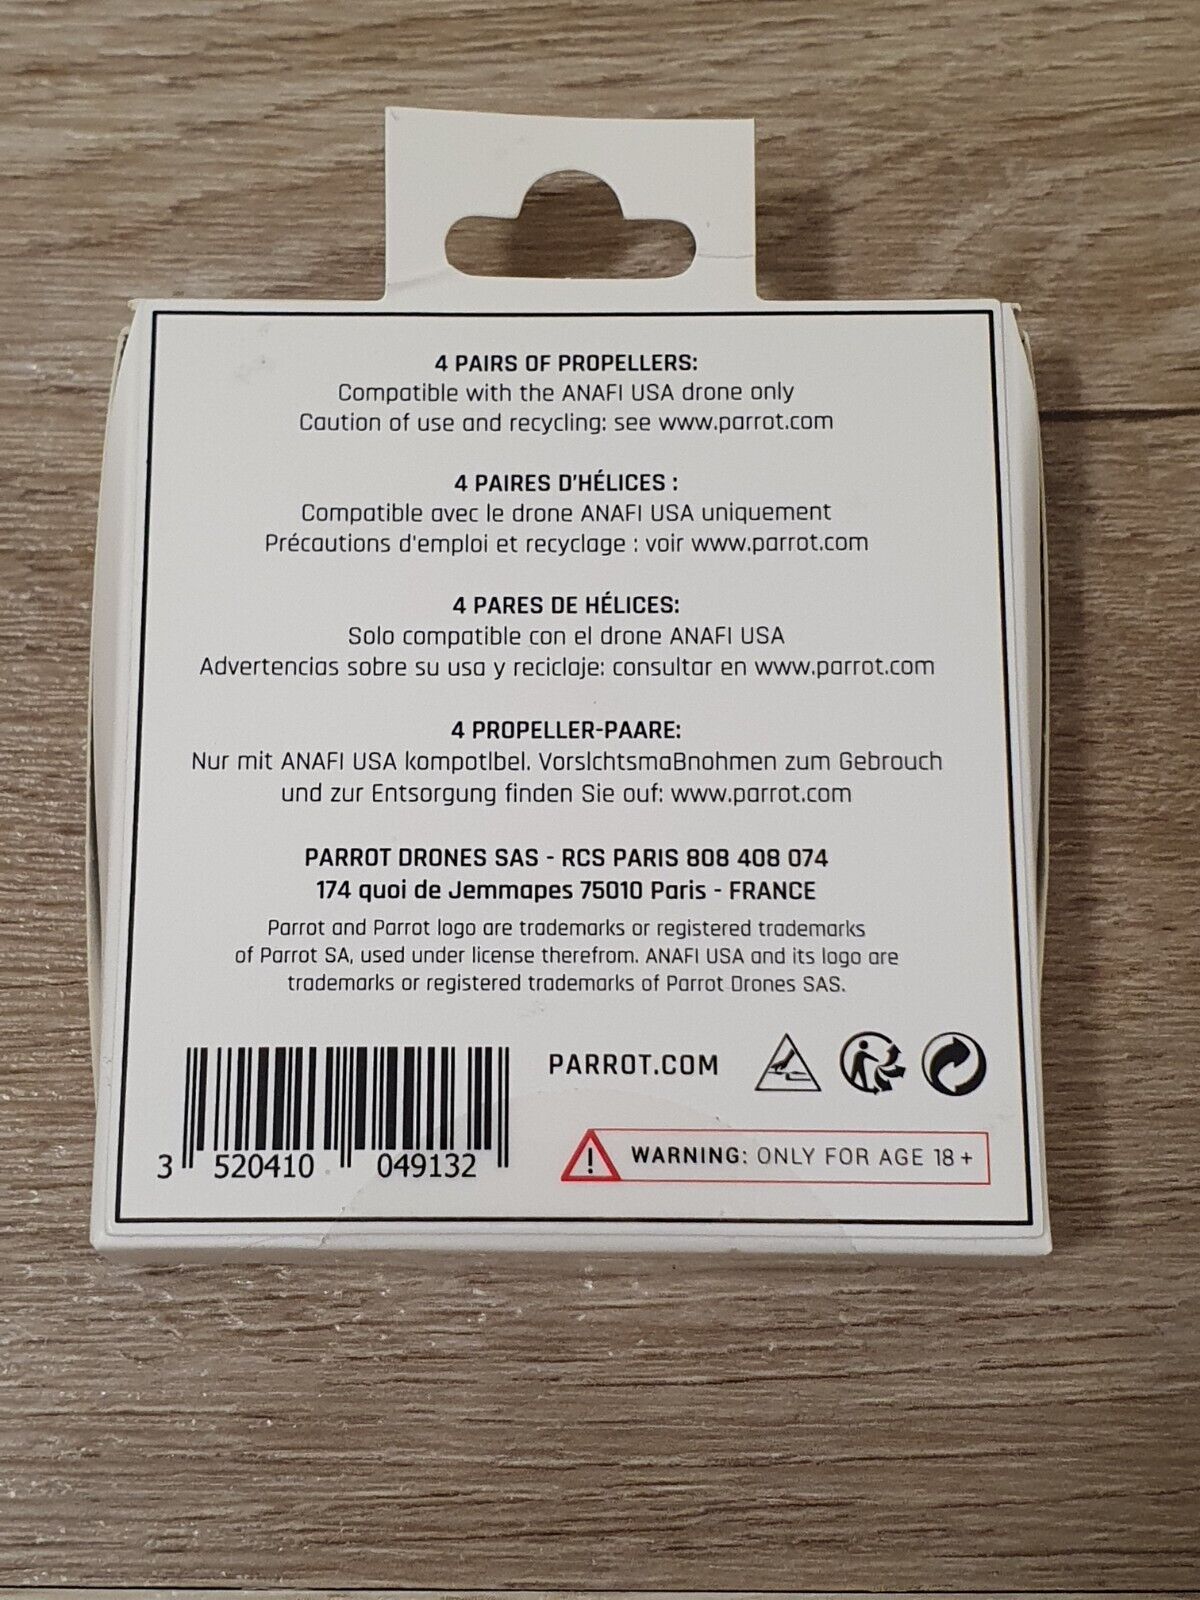 4 PAIRS OF PROPELLERS:
Compatible with the ANAFI USA drone only
Caution of use and recycling: see www.parrot.com
4 PAIRES D'HÉLICES :
Compatible avec le drone ANAFI USA uniquement
Précautions d'emploi et recyclage : voir www.parrot.com
4 PARES DE HÉLICES:
Solo compatible con el drone ANAFI USA
Advertencias sobre su usa y reciclaje: consultar en www.parrot.com
4 PROPELLER-PAARE:
Nur mit ANAFI USA kompotlbel. VorslchtsmaBnohmen zum Gebrouch
und zur Entsorgung finden Sie ouf: www.parrot.com
PARROT DRONES SAS - RCS PARIS 808 408 074
174 quoi de Jemmapes 75010 Paris - FRANCE
Parrot and Parrot logo are trademarks or registered trademarks
of Parrot SA, used under license therefrom. ANAFI USA and its logo are
trademarks or registered trademarks of Parrot Drones SAS.
PARROT.COM
3 520410 049132
WARNING: ONLY FOR AGE 18 +